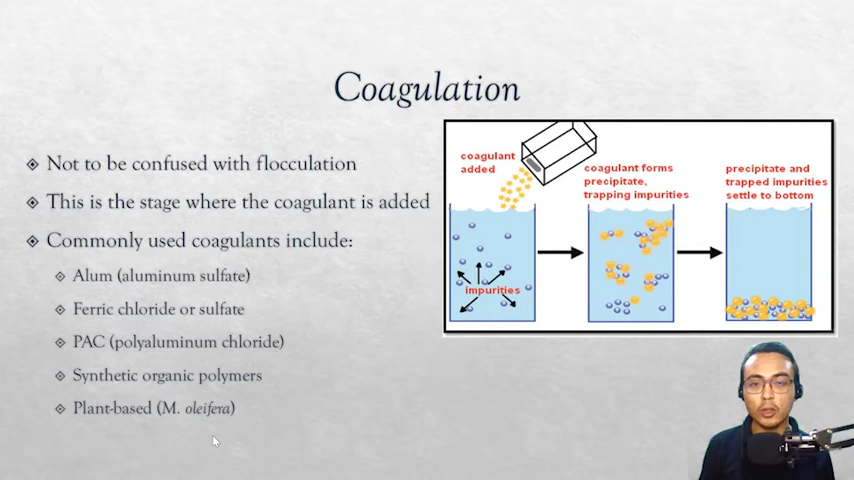 Coagulation
Not to be confused with flocculation
This is the stage where the coagulant is added
Commonly used coagulants include:
Alum (aluminum sulfate)
Ferric chloride or sulfate
PAC (polyaluminum chloride)
Synthetic organic polymers
Plant-based (M. oleifera)
coagulant
added
coagulant forms
precipitate,
trapping impurities
precipitate and
trapped impurities
settle to bottom
impurities